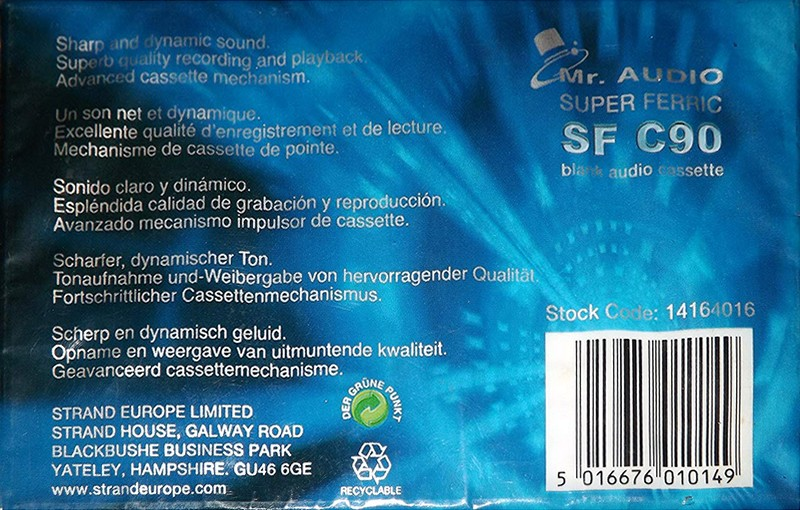 Sharp and dynamic sound.
Superb quality recording and playback.
Advanced cassette mechanism.
Un son net et dynamique.
Excellente qualité d'enregistrement et de lecture.
Mechanisme de cassette de pointe.
Sonido claro y dinámico.
Espléndida calidad de grabación y reproducción.
Avanzado mecanismo impulsor de cassette.
Scharfer, dynamischer Ton.
Tonaufnahme und-Weibergabe von hervorragender Qualität.
Fortschrittlicher Cassettenmechanismus.
Scherp en dynamisch geluid.
Opname en weergave van uitmuntende kwaliteit.
Geavanceerd cassettemechanisme.
STRAND EUROPE LIMITED
STRAND HOUSE, GALWAY ROAD
BLACKBUSHE BUSINESS PARK
YATELEY, HAMPSHIRE. GU46 6GE
www.strandeurope.com
DER GRÜNE PUNKT
RECYCLABLE
Mr. AUDIO
SUPER FERRIC
SF C90
blank audio cassette
Stock Code: 14164016
5 016676 010149